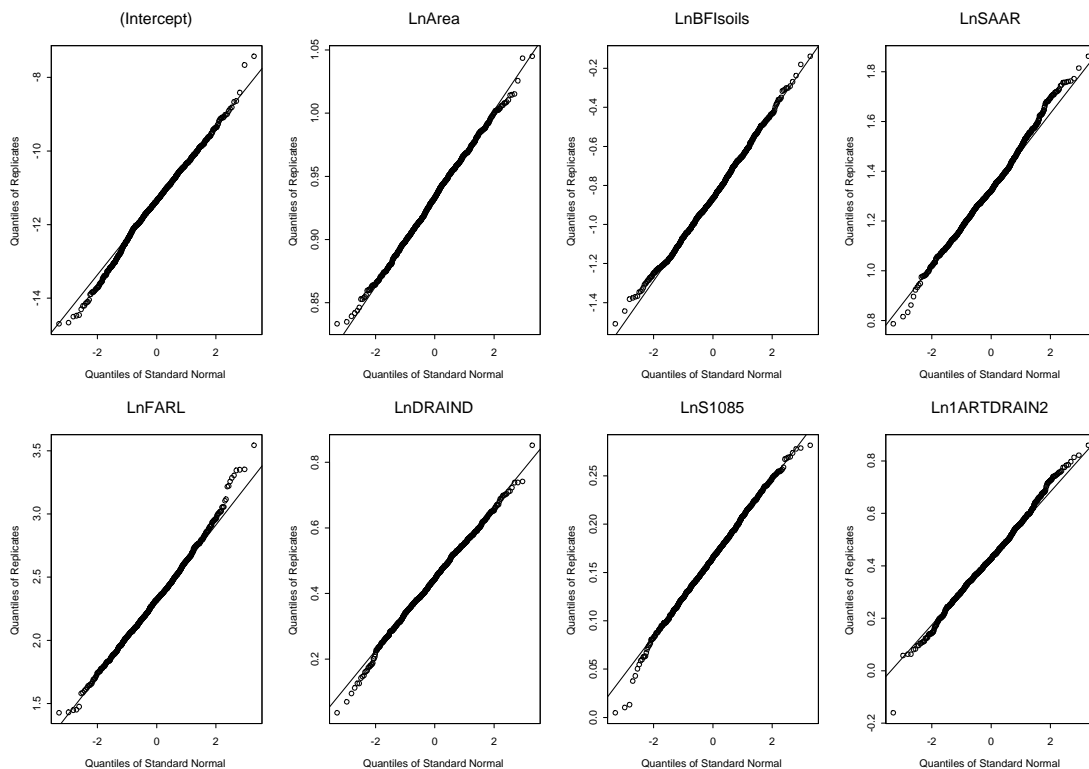 (Intercept)
LnArea
LnBFIsoils
LnSAAR
Quantiles of Replicates
-14 -12 -10 -8
-2 0 2
Quantiles of Standard Normal
Quantiles of Replicates
0.85 0.90 0.95 1.00 1.05
-2 0 2
Quantiles of Standard Normal
Quantiles of Replicates
-1.4 -1.2 -1.0 -0.8 -0.6 -0.4 -0.2
-2 0 2
Quantiles of Standard Normal
Quantiles of Replicates
0.8 1.0 1.2 1.4 1.6 1.8
-2 0 2
Quantiles of Standard Normal
LnFARL
LnDRAIND
LnS1085
Ln1ARTDRAIN2
Quantiles of Replicates
1.5 2.0 2.5 3.0 3.5
-2 0 2
Quantiles of Standard Normal
Quantiles of Replicates
0.2 0.4 0.6 0.8
-2 0 2
Quantiles of Standard Normal
Quantiles of Replicates
0.0 0.05 0.10 0.15 0.20 0.25
-2 0 2
Quantiles of Standard Normal
Quantiles of Replicates
-0.2 0.0 0.2 0.4 0.6 0.8
-2 0 2
Quantiles of Standard Normal